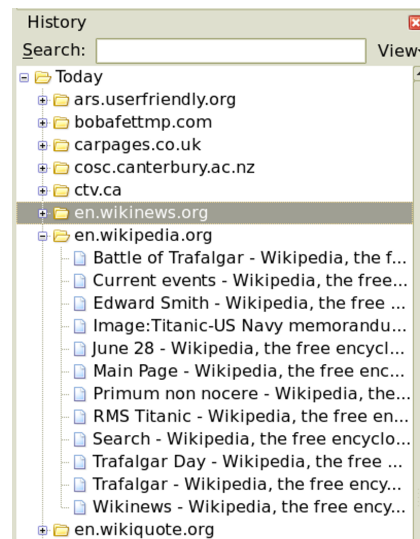 History
Search:
View
Today
ars.userfriendly.org
bobafettmp.com
carpages.co.uk
cosc.canterbury.ac.nz
ctv.ca
en.wikinews.org
en.wikipedia.org
Battle of Trafalgar - Wikipedia, the f...
Current events - Wikipedia, the free...
Edward Smith - Wikipedia, the free ...
Image:Titanic-US Navy memorandu...
June 28 - Wikipedia, the free encycl...
Main Page - Wikipedia, the free enc...
Primum non nocere - Wikipedia, the...
RMS Titanic - Wikipedia, the free en...
Search - Wikipedia, the free encyclo...
Trafalgar Day - Wikipedia, the free ...
Trafalgar - Wikipedia, the free ency...
Wikinews - Wikipedia, the free ency...
en.wikiquote.org